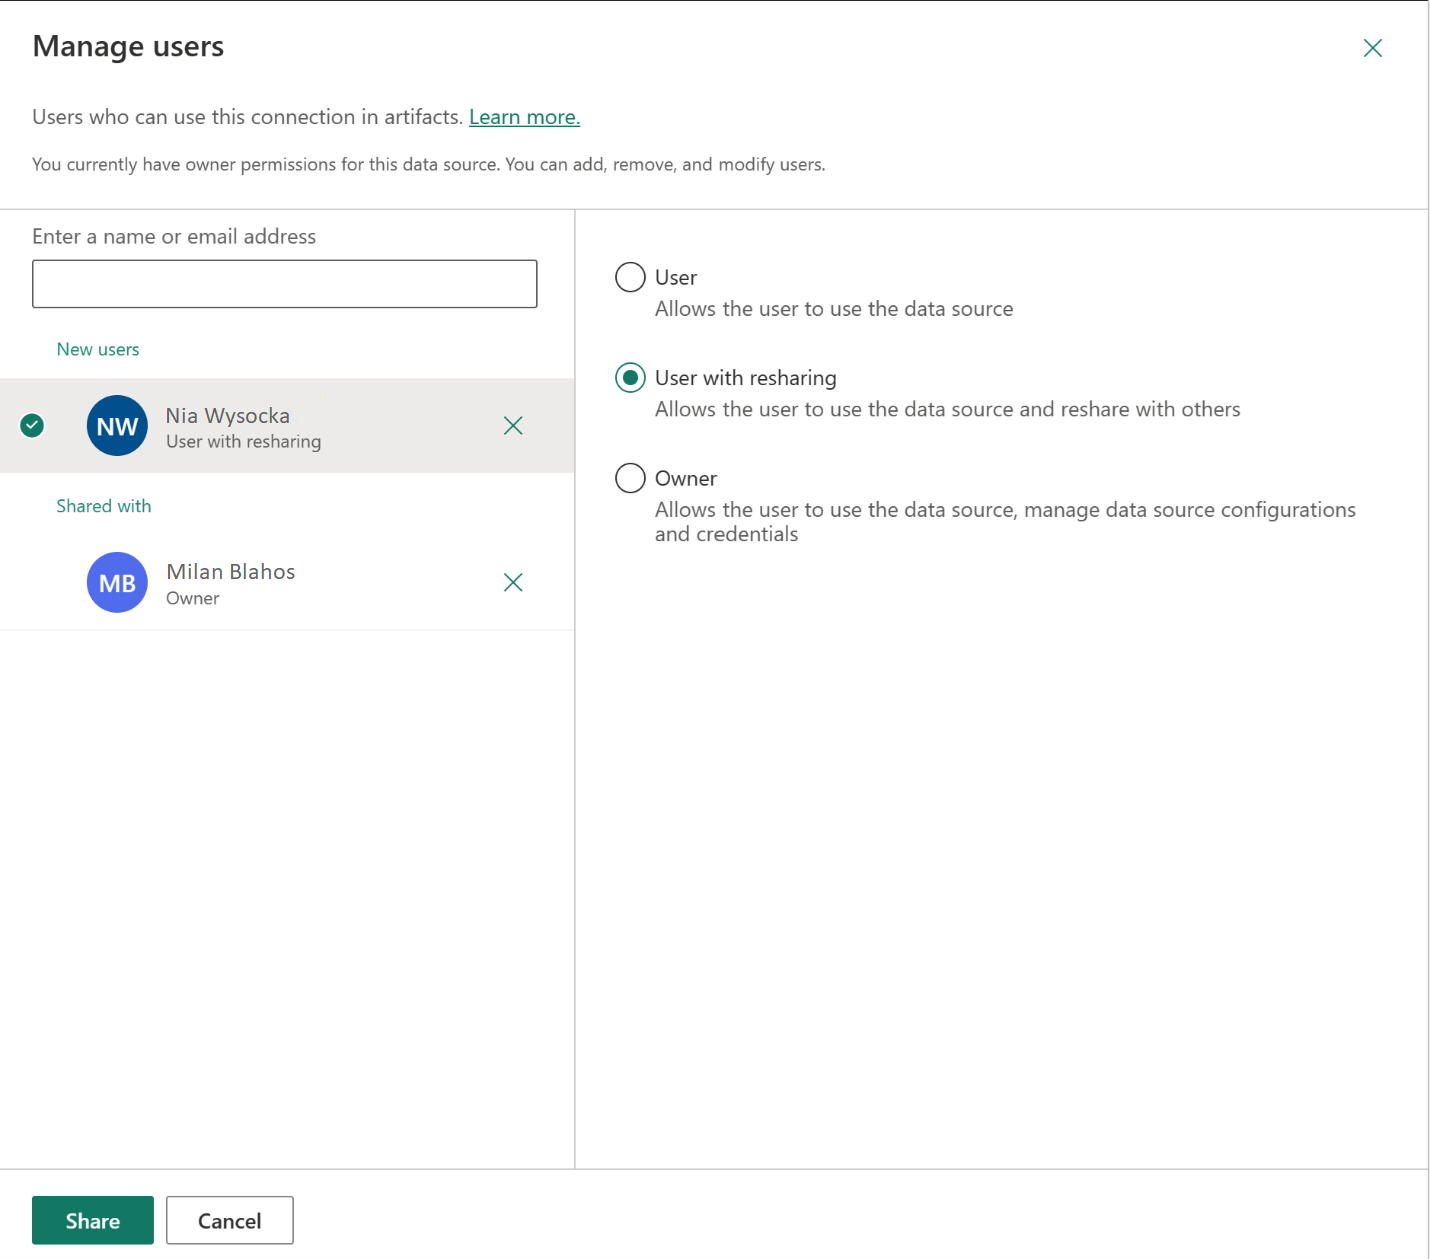 Manage users
Users who can use this connection in artifacts. Learn more.
You currently have owner permissions for this data source. You can add, remove, and modify users.
Enter a name or email address
New users
NW
Nia Wysocka
User with resharing
Shared with
MB
Milan Blahos
Owner
User
Allows the user to use the data source
User with resharing
Allows the user to use the data source and reshare with others
Owner
Allows the user to use the data source, manage data source configurations
and credentials
Share
Cancel